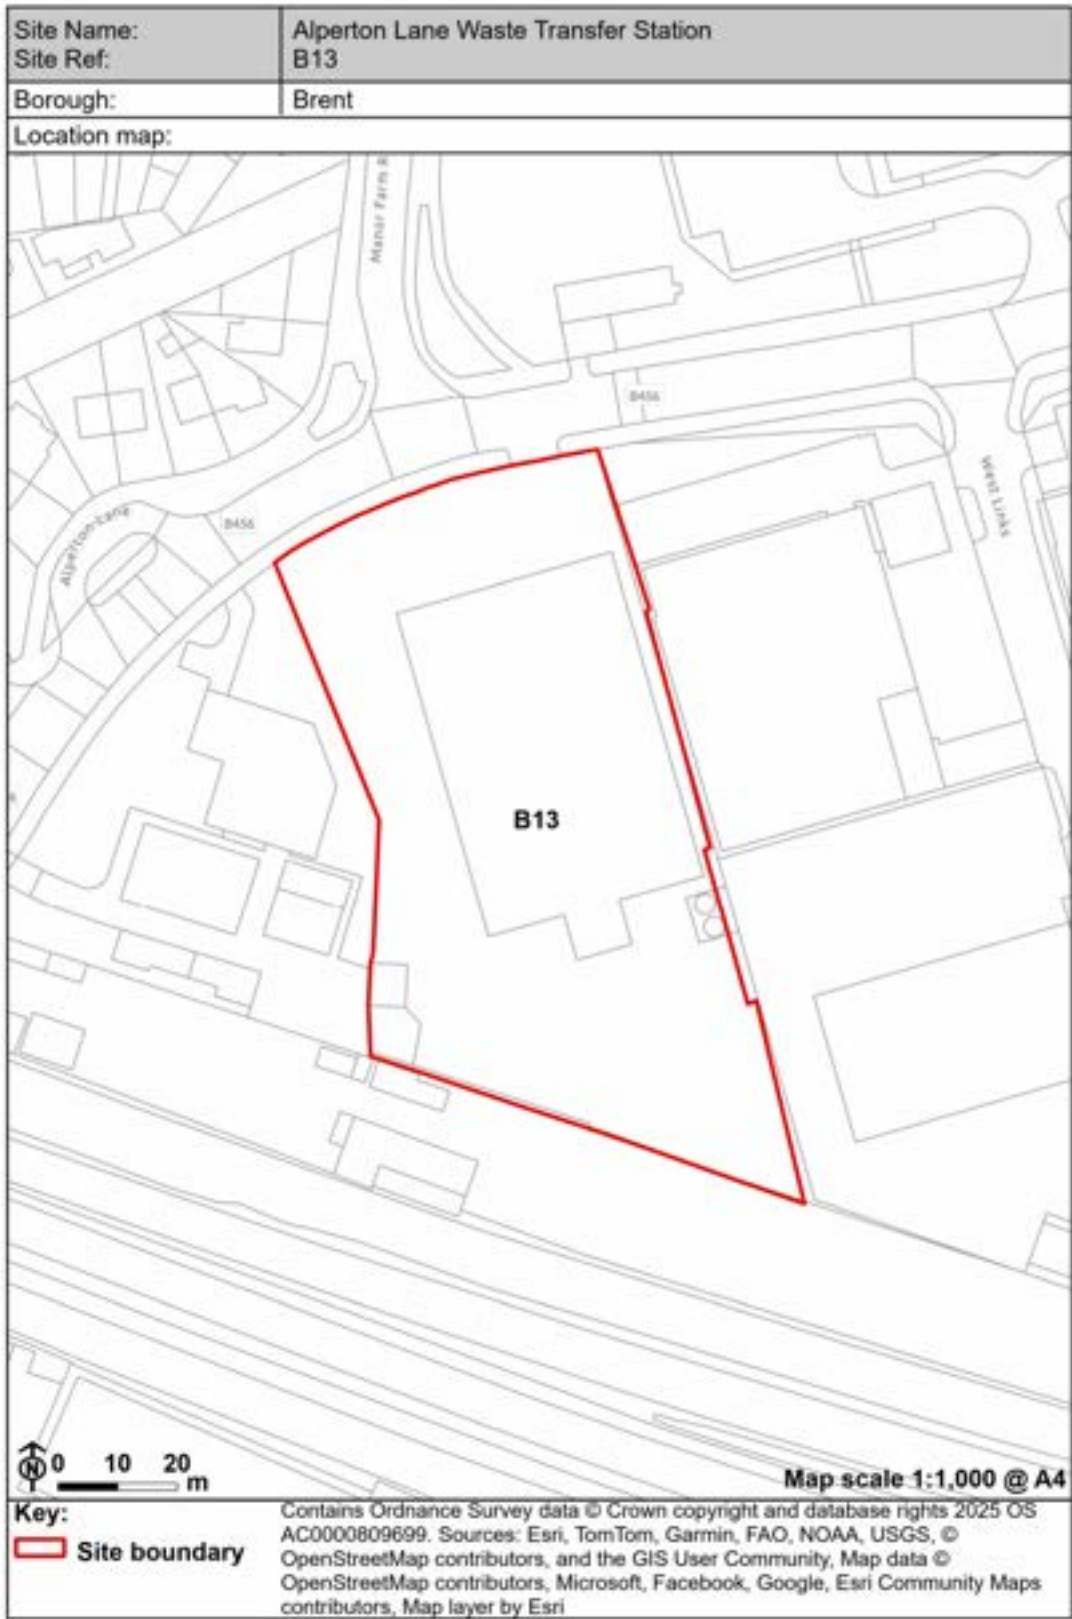 Site Name: Alperton Lane Waste Transfer Station
Site Ref: B13
Borough: Brent
Location map:
Manor Farm R
B456
West Links
Alperton Lane
B456
B13
N 0 10 20 m
Map scale 1:1,000 @ A4
Key:
Site boundary
Contains Ordnance Survey data © Crown copyright and database rights 2025 OS
AC0000809699. Sources: Esri, TomTom, Garmin, FAO, NOAA, USGS, ©
OpenStreetMap contributors, and the GIS User Community, Map data ©
OpenStreetMap contributors, Microsoft, Facebook, Google, Esri Community Maps
contributors, Map layer by Esri